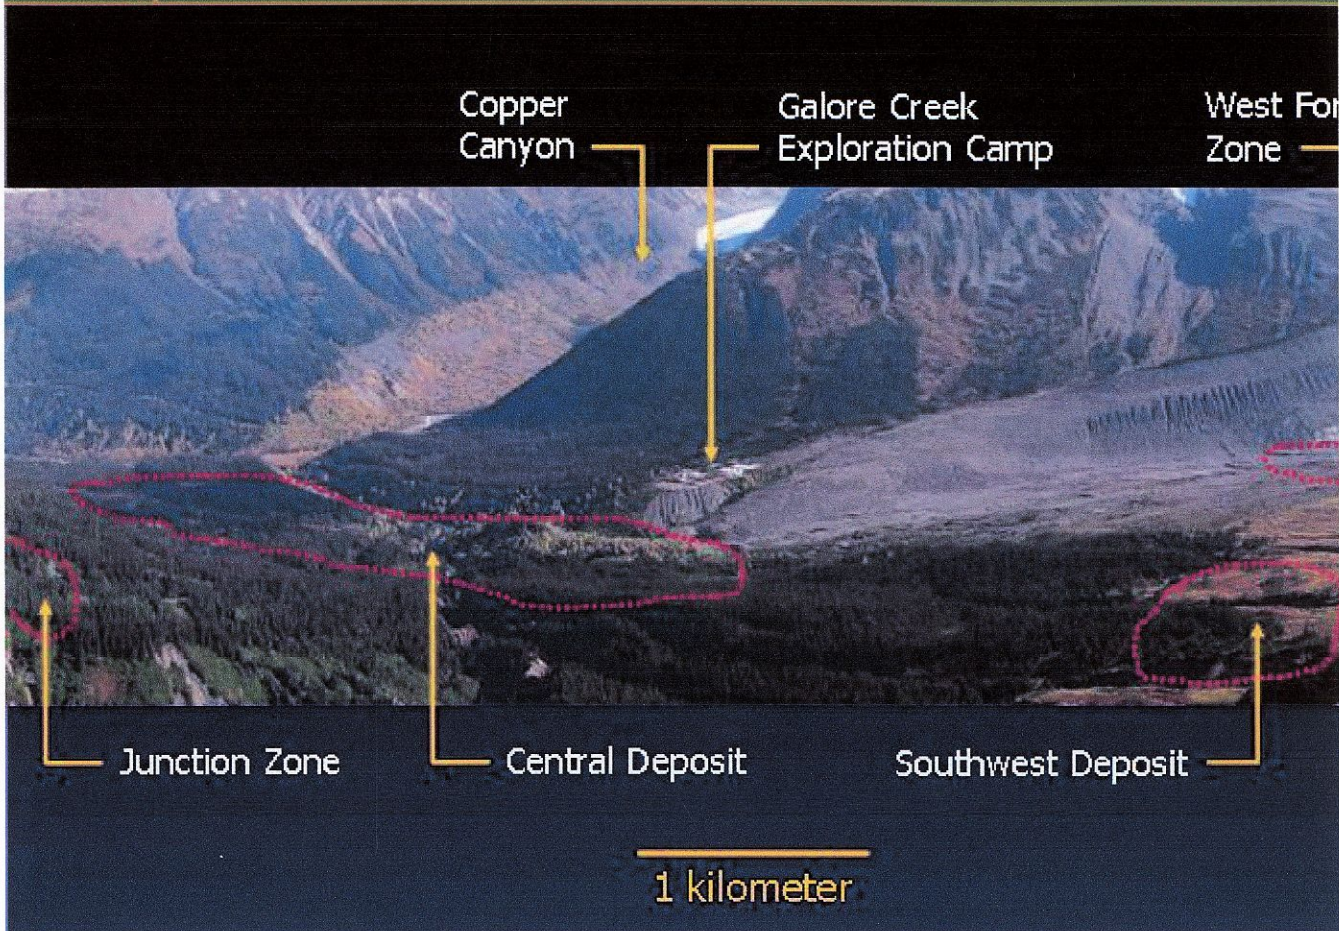 Copper
Canyon
Galore Creek
Exploration Camp
West For
Zone
Junction Zone
Central Deposit
Southwest Deposit
1 kilometer